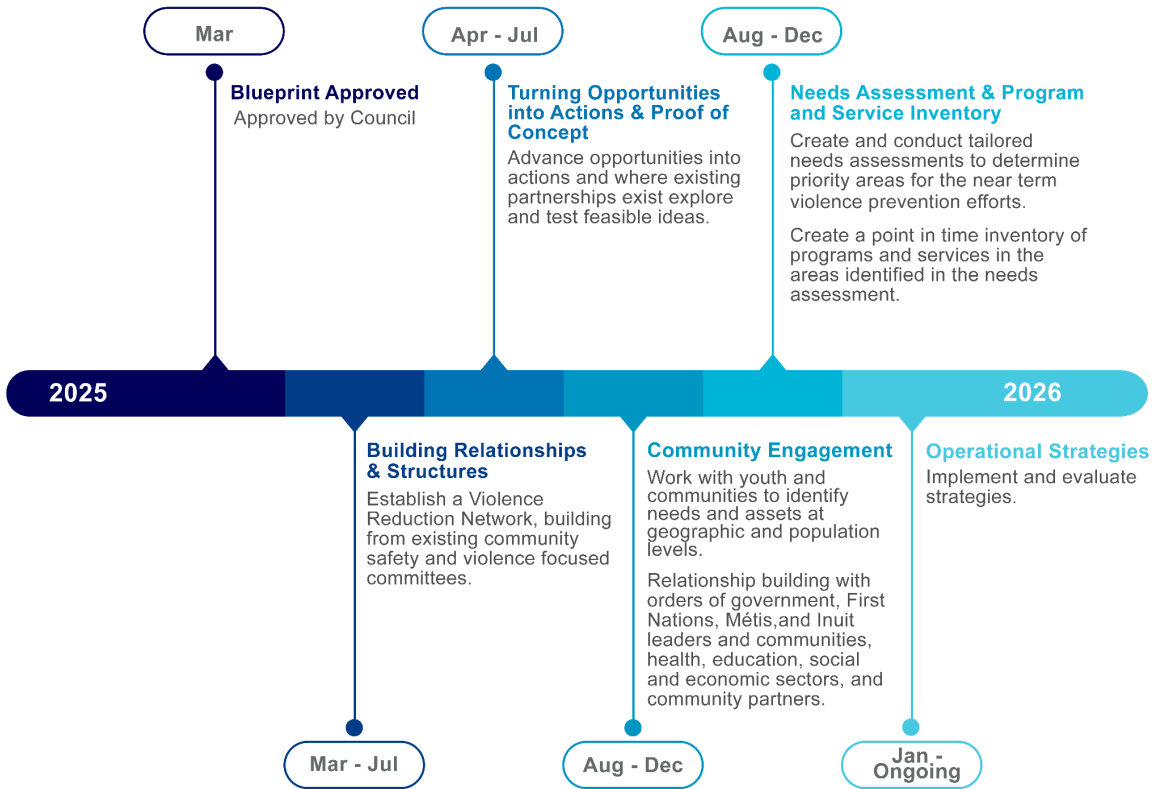 Mar
Blueprint Approved
Approved by Council
Apr - Jul
Turning Opportunities
into Actions & Proof of
Concept
Advance opportunities into
actions and where existing
partnerships exist explore
and test feasible ideas.
Aug - Dec
Needs Assessment & Program
and Service Inventory
Create and conduct tailored
needs assessments to determine
priority areas for the near term
violence prevention efforts.
Create a point in time inventory of
programs and services in the
areas identified in the needs
assessment.
2025
2026
Building Relationships
& Structures
Establish a Violence
Reduction Network, building
from existing community
safety and violence focused
committees.
Mar - Jul
Community Engagement
Work with youth and
communities to identify
needs and assets at
geographic and population
levels.
Relationship building with
orders of government, First
Nations, Métis,and Inuit
leaders and communities,
health, education, social
and economic sectors, and
community partners.
Aug - Dec
Operational Strategies
Implement and evaluate
strategies.
Jan -
Ongoing